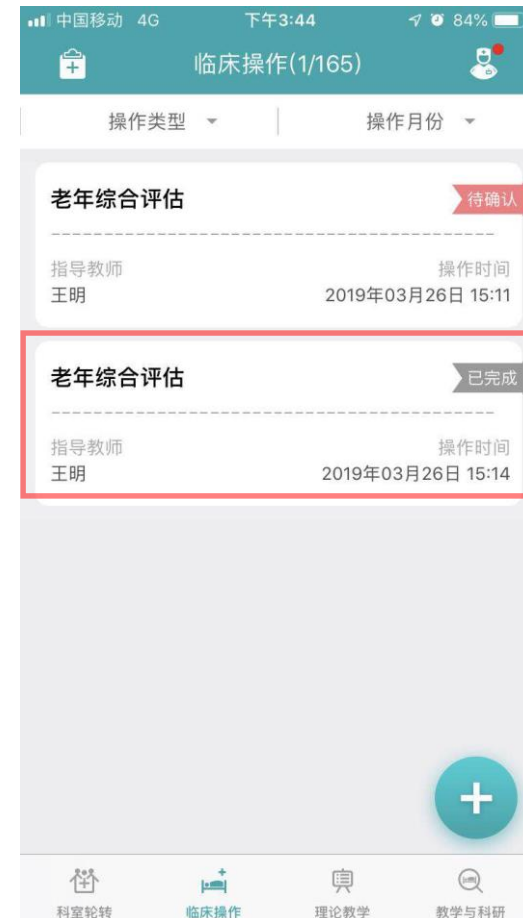 中国移动 4G 下午3:44 84%
临床操作(1/165)
操作类型 操作月份
老年综合评估 待确认
指导教师 操作时间
王明 2019年03月26日 15:11
老年综合评估 已完成
指导教师 操作时间
王明 2019年03月26日 15:14
科室轮转 临床操作 理论教学 教学与科研